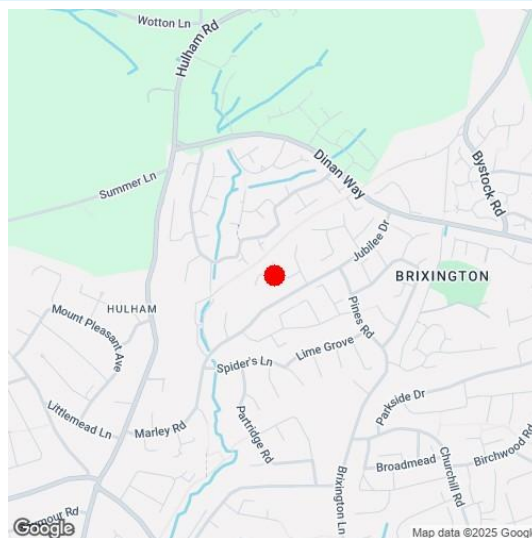 Wotton Ln
Hulham Rd
Summer Ln
Dinan Way
Bystock Rd
Jubilee Dr
BRIXINGTON
HULHAM
Mount Pleasant Ave
Pines Rd
Spider's Ln
Lime Grove
Littlemead Ln
Marley Rd
Partridge Rd
Parkside Dr
Broadmead
Birchwood Rd
Churchill Rd
Brixington Ln
Google
Map data ©2025 Google